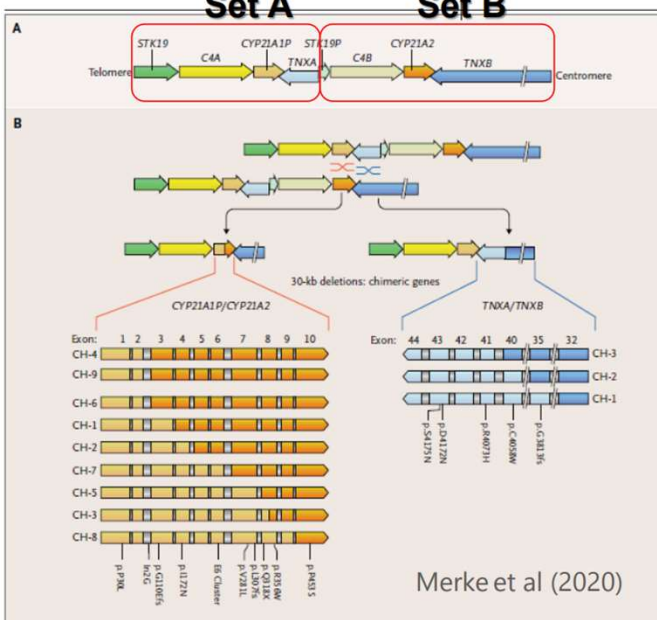 Set A Set B
A
STK19 C4A CYP21A1P TNXA STK19P C4B CYP21A2 TNXB
Telomere Centromere
B
30-kb deletions: chimeric genes
CYP21A1P/CYP21A2
Exon: 1 2 3 4 5 6 7 8 9 10
CH-4
CH-9
CH-6
CH-1
CH-2
CH-7
CH-5
CH-3
CH-8
p.P30L
In2G
p.G110Efs
p.I172N
E6 Cluster
p.V281L
p.L307fs
p.Q318X
p.R356W
p.P453S
TNXA/TNXB
Exon: 44 43 42 41 40 35 32
CH-3
CH-2
CH-1
p.S4175N
p.D4172N
p.R4073H
p.C4058W
p.G3813fs
Merke et al (2020)